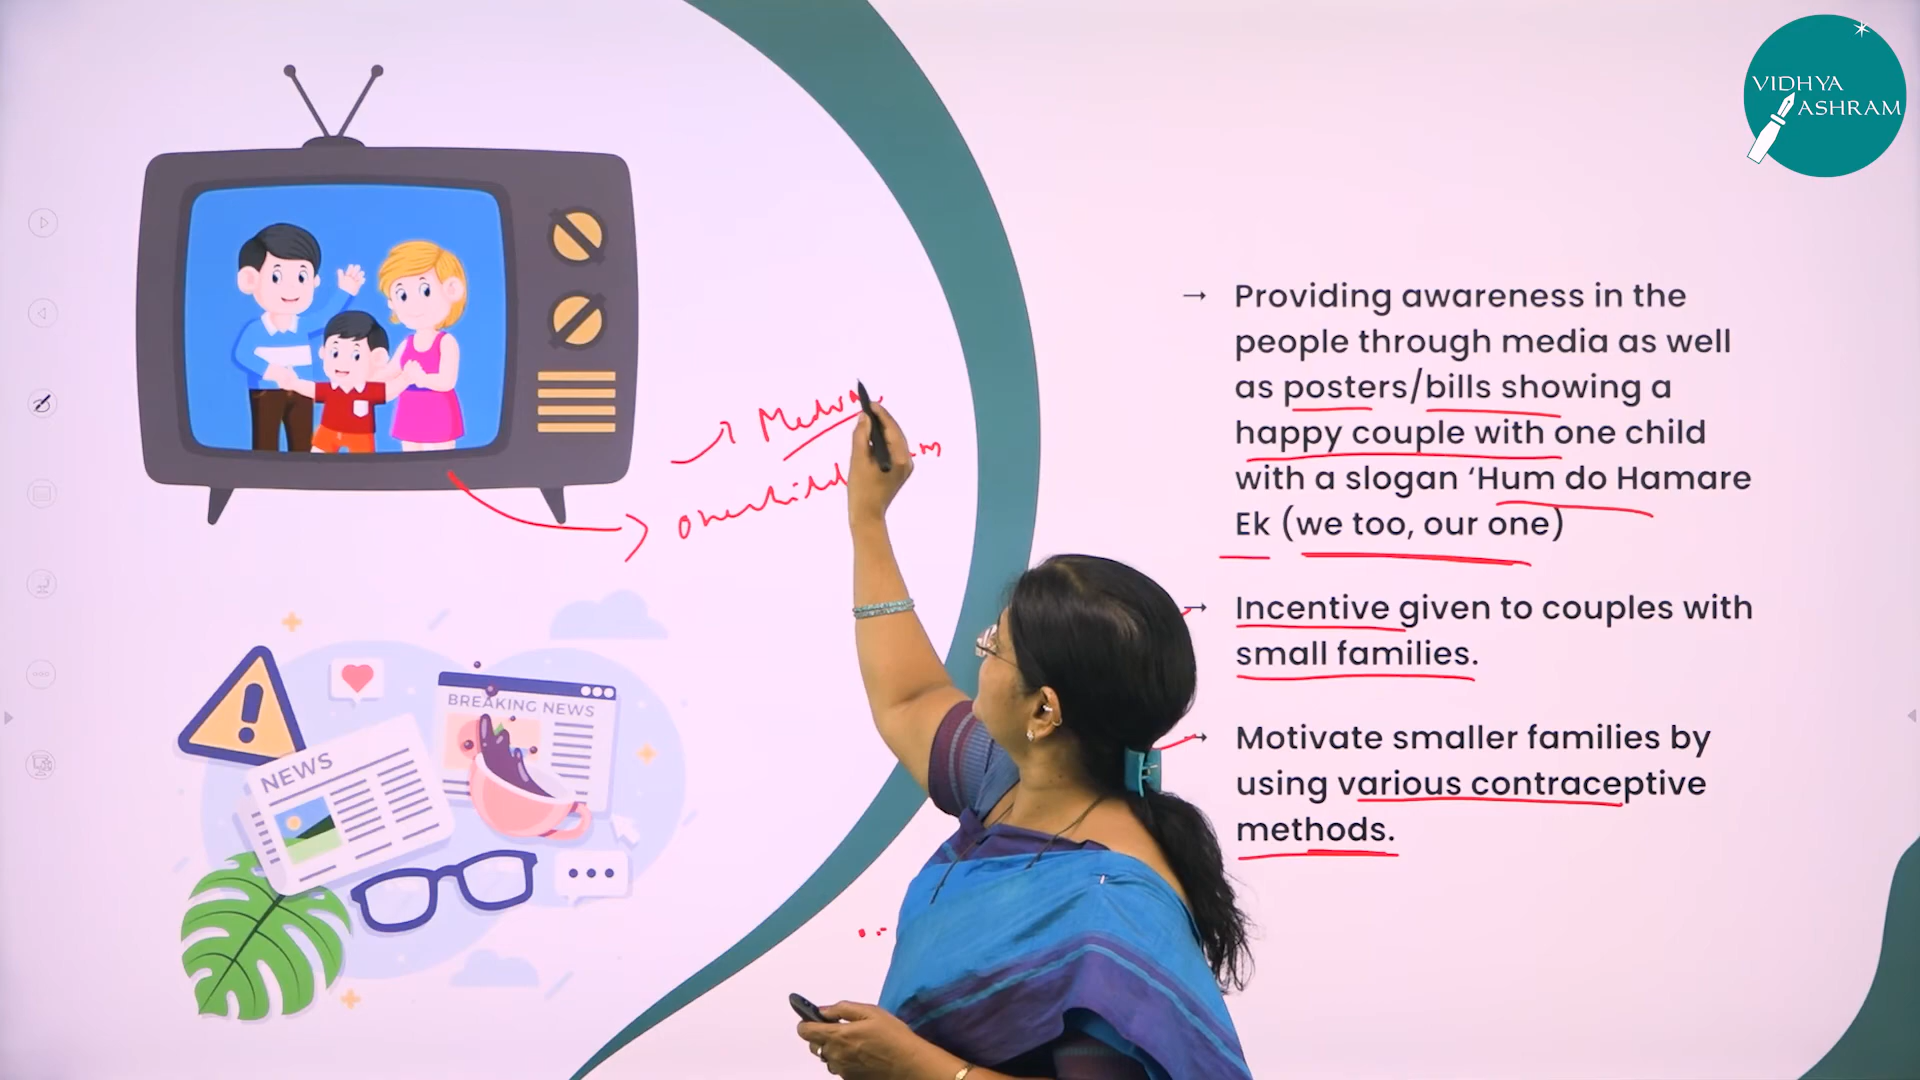 VIDHYA
ASHRAM
→ Providing awareness in the
people through media as well
as posters/bills showing a
happy couple with one child
with a slogan ‘Hum do Hamare
Ek (we too, our one)
→ Incentive given to couples with
small families.
→ Motivate smaller families by
using various contraceptive
methods.
BREAKING NEWS
NEWS